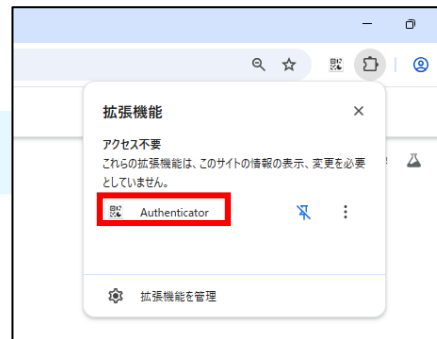 拡張機能
アクセス不要
これらの拡張機能は、このサイトの情報の表示、変更を必要
としていません。
Authenticator
拡張機能を管理